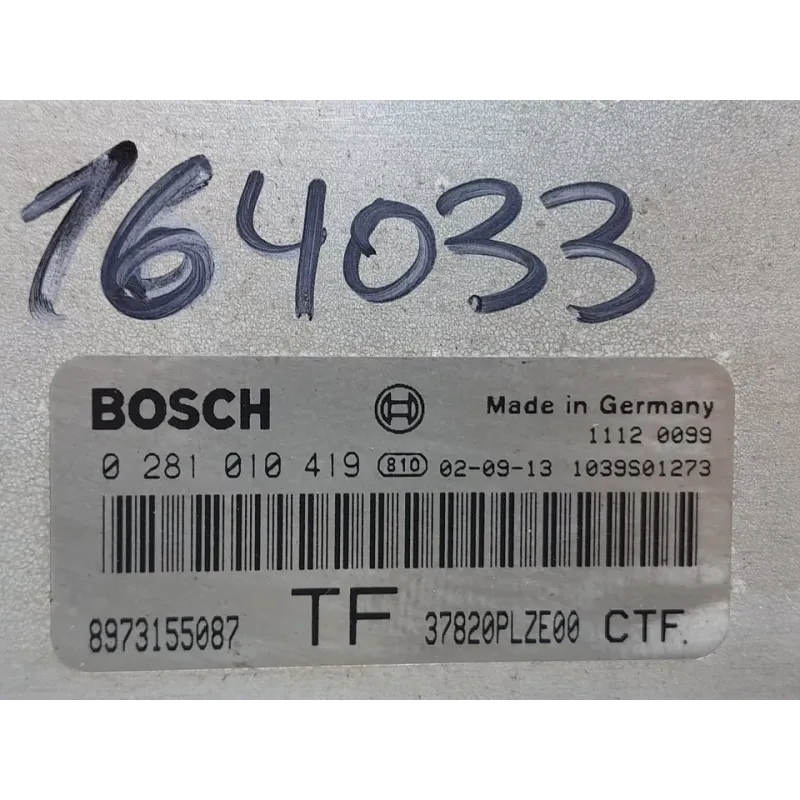 164033
BOSCH Made in Germany
1112 0099
0 281 010 419 810 02-09-13 1039S01273
8973155087 TF 37820PLZE00 CTF.